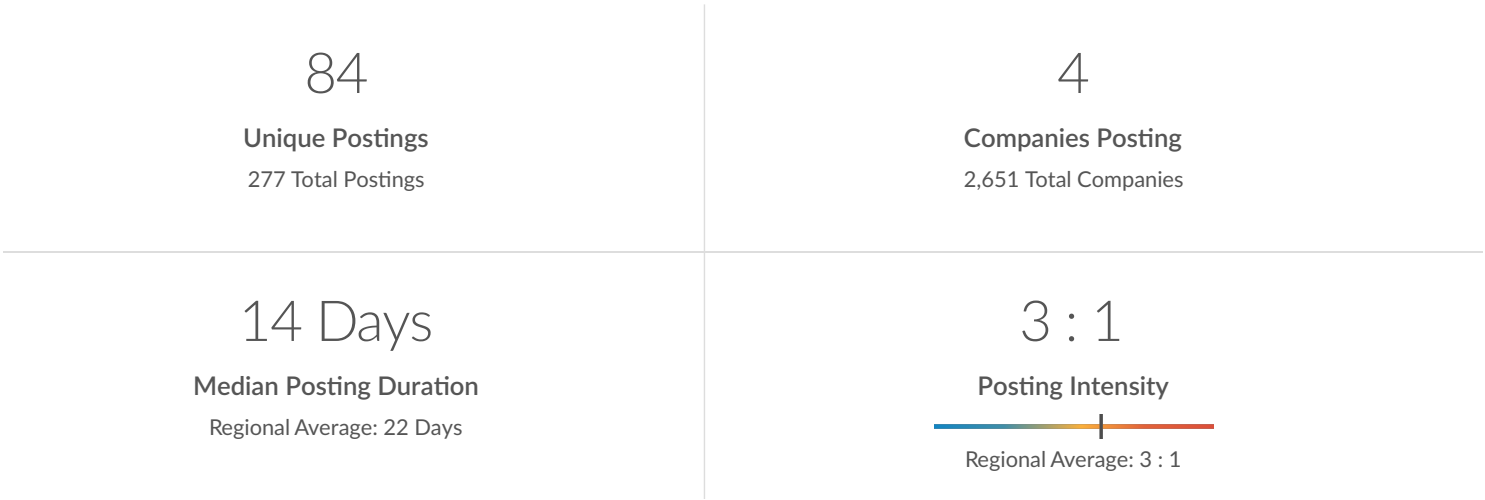 84
Unique Postings
277 Total Postings
4
Companies Posting
2,651 Total Companies
14 Days
Median Posting Duration
Regional Average: 22 Days
3 : 1
Posting Intensity
Regional Average: 3 : 1